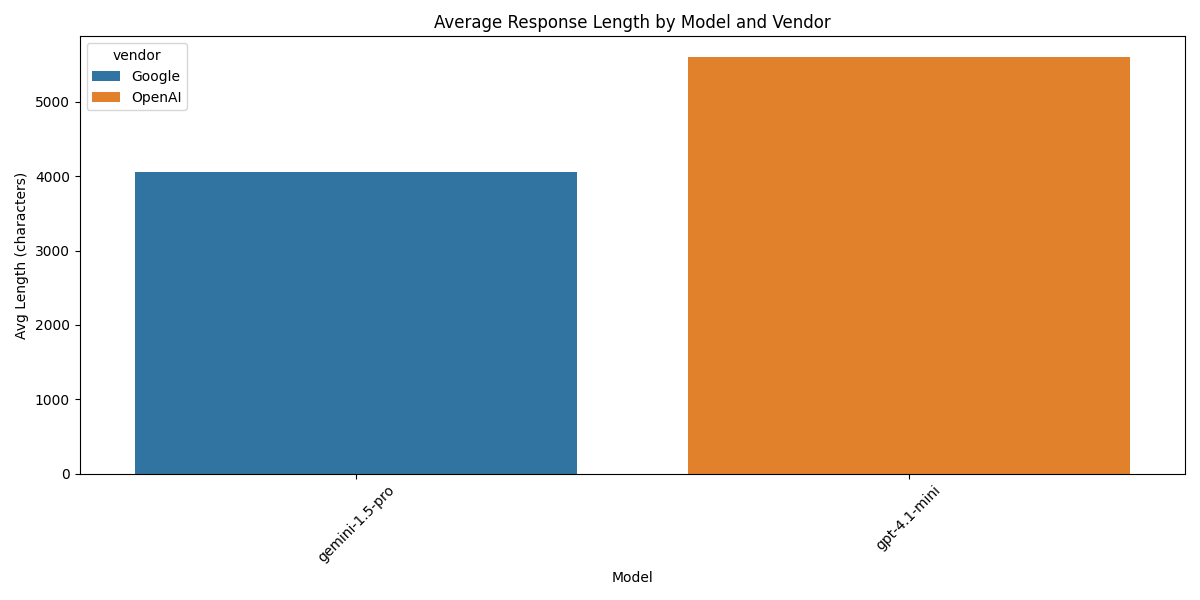 Average Response Length by Model and Vendor
vendor
Google
OpenAI
Avg Length (characters)
5000
4000
3000
2000
1000
0
gemini-1.5-pro
gpt-4.1-mini
Model